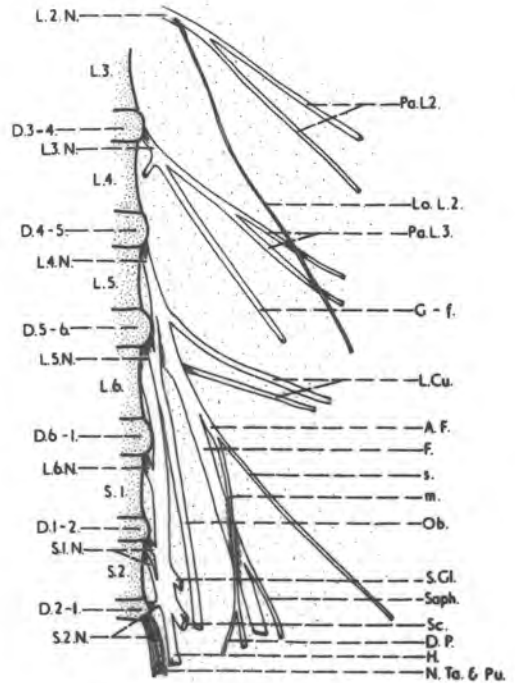 L.2.N.
L.3.
D.3-4.
L.3.N.
L.4.
D.4-5
L.4.N.
L.5.
D.5-6
L.5.N.
L.6.
D.6-1.
L.6.N.
S.1.
D.1-2.
S.1.N.
S.2.
D.2-1.
S.2.N.
Pa.L.2.
Lo.L.2.
Pa.L.3.
G-f.
L.Cu.
A.F.
F.
s.
m.
Ob.
S.Gl.
Saph.
Sc.
D.P.
H.
N.Ta. & Pu.